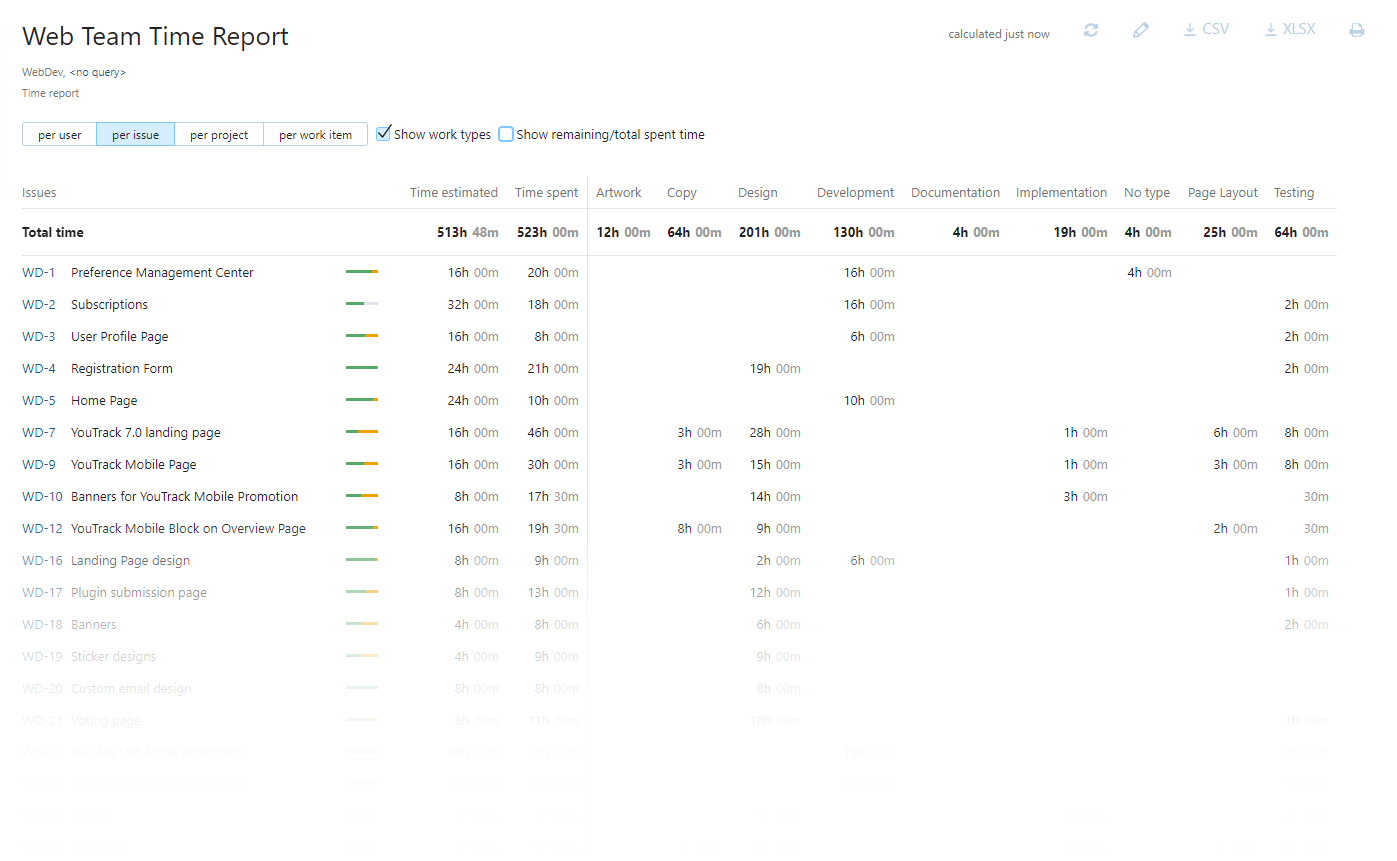 Web Team Time Report
calculated just now
CSV
XLSX
WebDev, <no query>
Time report
per user per issue per project per work item Show work types Show remaining/total spent time
Issues Time estimated Time spent Artwork Copy Design Development Documentation Implementation No type Page Layout Testing
Total time 513h 48m 523h 00m 12h 00m 64h 00m 201h 00m 130h 00m 4h 00m 19h 00m 4h 00m 25h 00m 64h 00m
WD-1 Preference Management Center 16h 00m 20h 00m 16h 00m 4h 00m
WD-2 Subscriptions 32h 00m 18h 00m 16h 00m 2h 00m
WD-3 User Profile Page 16h 00m 8h 00m 6h 00m 2h 00m
WD-4 Registration Form 24h 00m 21h 00m 19h 00m 2h 00m
WD-5 Home Page 24h 00m 10h 00m 10h 00m
WD-7 YouTrack 7.0 landing page 16h 00m 46h 00m 3h 00m 28h 00m 1h 00m 6h 00m 8h 00m
WD-9 YouTrack Mobile Page 16h 00m 30h 00m 3h 00m 15h 00m 1h 00m 3h 00m 8h 00m
WD-10 Banners for YouTrack Mobile Promotion 8h 00m 17h 30m 14h 00m 3h 00m 30m
WD-12 YouTrack Mobile Block on Overview Page 16h 00m 19h 30m 8h 00m 9h 00m 2h 00m 30m
WD-16 Landing Page design 8h 00m 9h 00m 2h 00m 6h 00m 1h 00m
WD-17 Plugin submission page 8h 00m 13h 00m 12h 00m 1h 00m
WD-18 Banners 4h 00m 8h 00m 6h 00m 2h 00m
WD-19 Sticker designs 4h 00m 9h 00m 9h 00m
WD-20 Custom email design 8h 00m 8h 00m 8h 00m
WD-21 Voting page 8h 00m 11h 00m 10h 00m 1h 00m
You Are Not Alone promotion